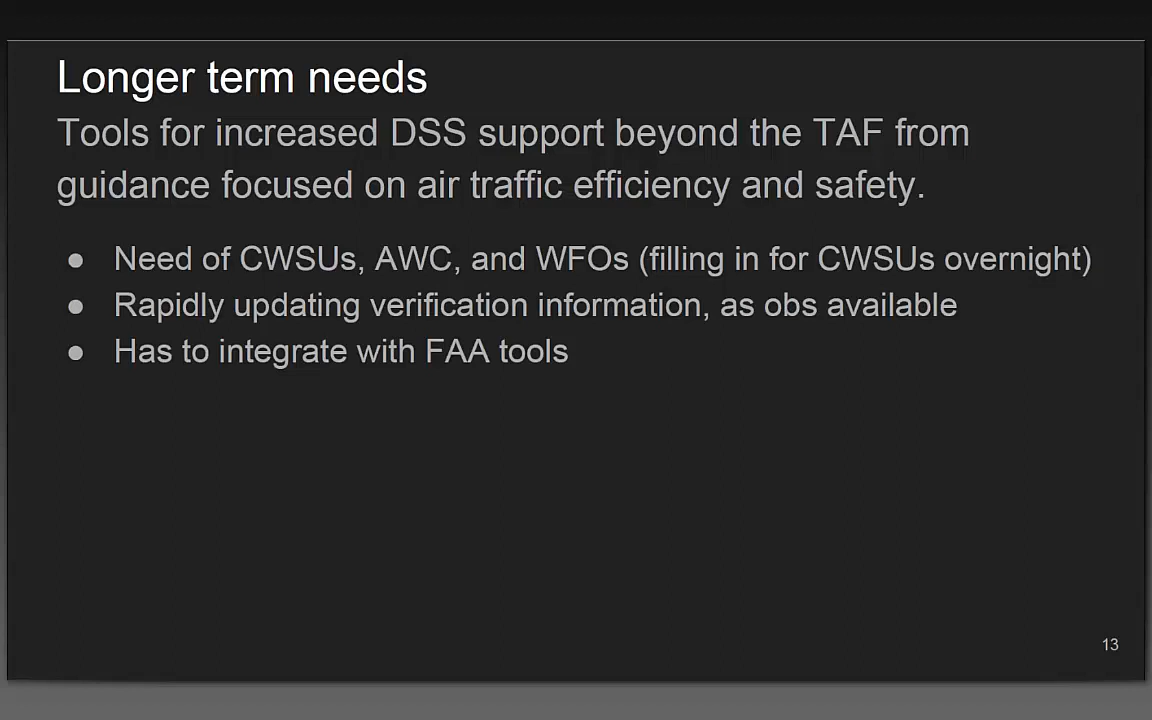 Longer term needs
Tools for increased DSS support beyond the TAF from
guidance focused on air traffic efficiency and safety.
● Need of CWSUs, AWC, and WFOs (filling in for CWSUs overnight)
● Rapidly updating verification information, as obs available
● Has to integrate with FAA tools
13